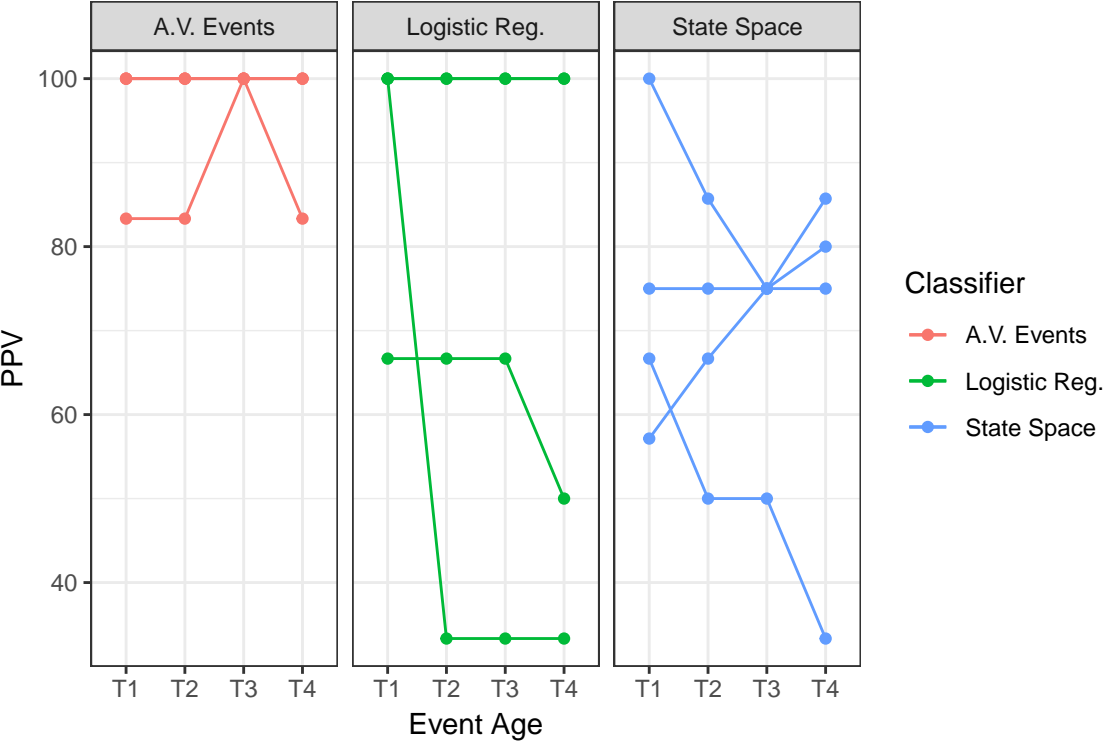 A.V. Events Logistic Reg. State Space
100
80
60
40
PPV
T1 T2 T3 T4 T1 T2 T3 T4 T1 T2 T3 T4
Event Age
Classifier
A.V. Events
Logistic Reg.
State Space